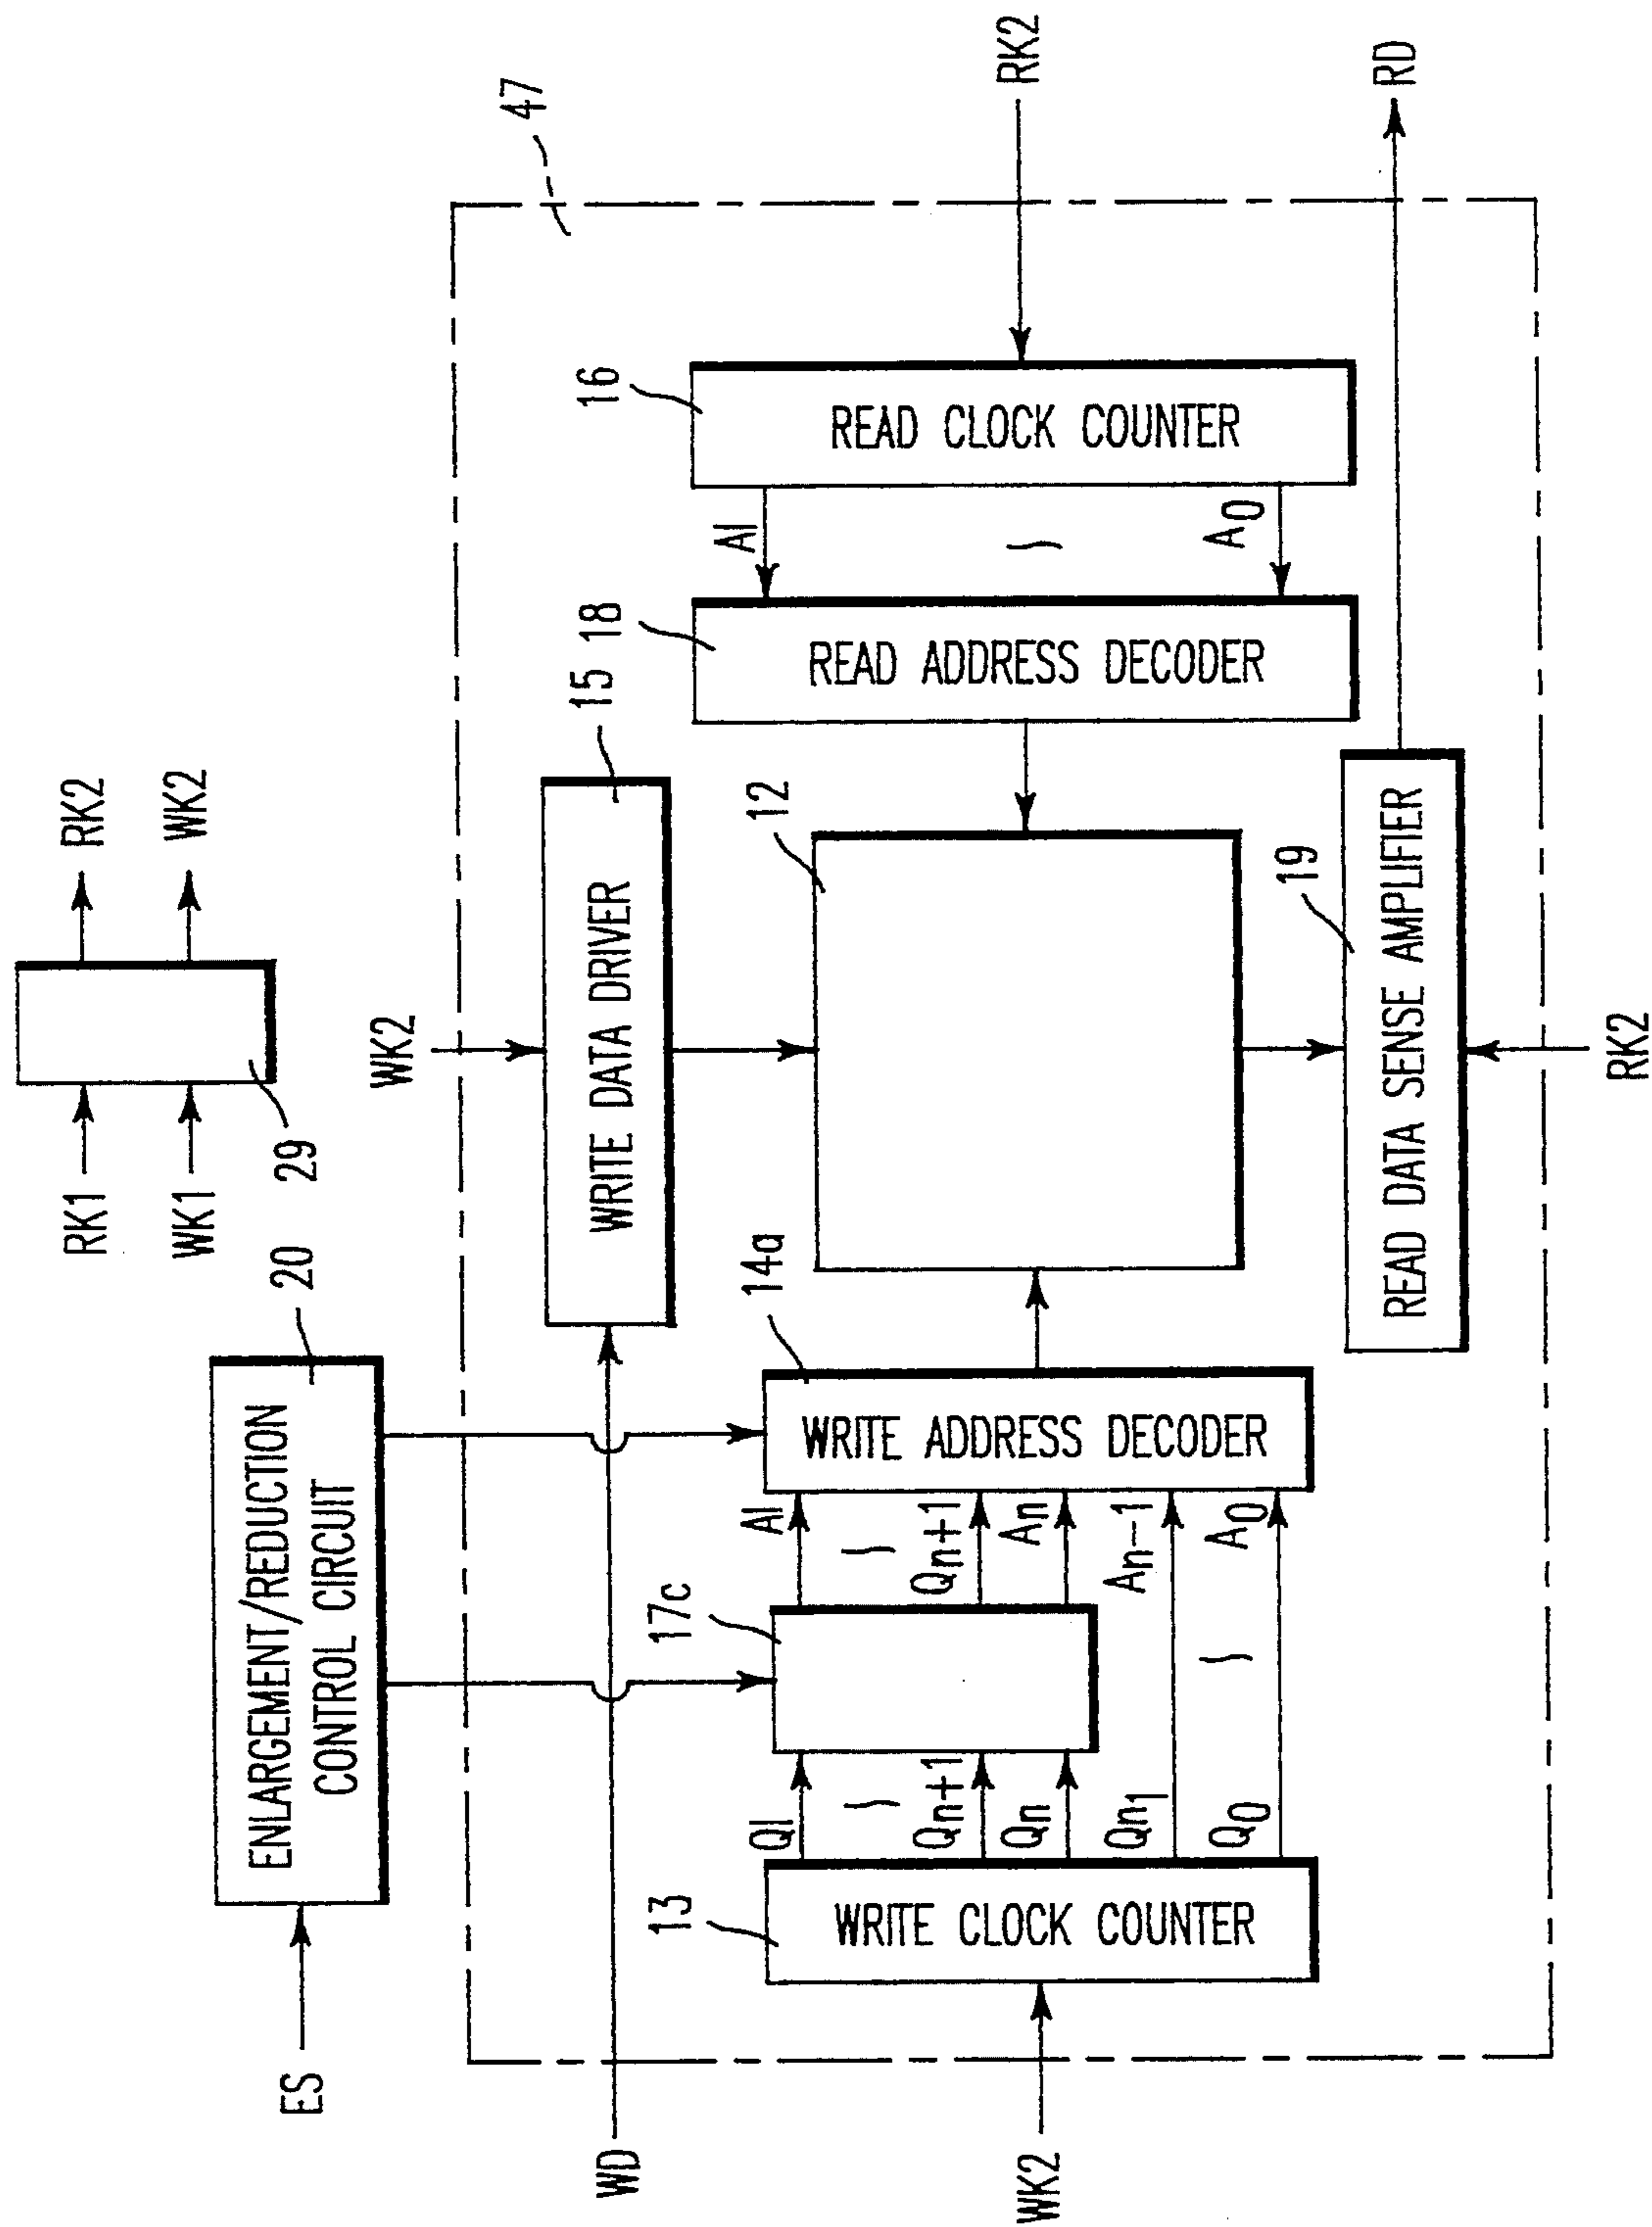 RK1
WK1
29
RK2
WK2
ES
ENLARGEMENT/REDUCTION
CONTROL CIRCUIT
20
47
WK2
WD
WRITE DATA DRIVER
15
WK2
13
WRITE CLOCK COUNTER
Ql
Qn+1
Qn
Qn1
Q0
17c
Al
Qn+1
An
An-1
A0
14a
WRITE ADDRESS DECODER
12
18
READ ADDRESS DECODER
Al
A0
16
READ CLOCK COUNTER
RK2
19
READ DATA SENSE AMPLIFIER
RD
RK2